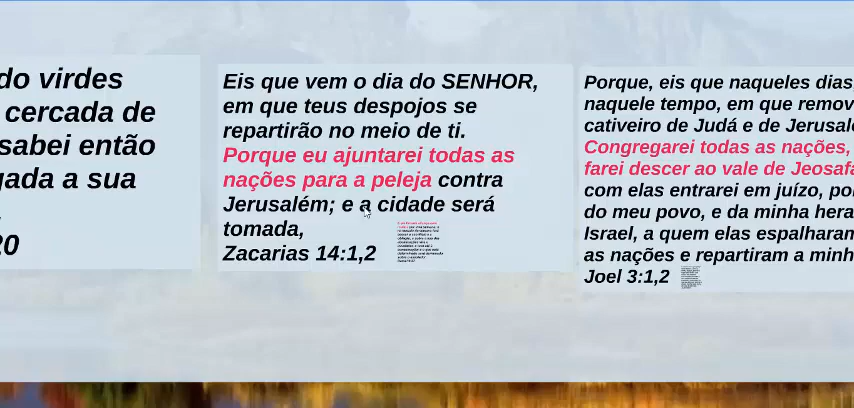 do virdes
cercada de
sabei então
gada a sua
20
Eis que vem o dia do SENHOR,
em que teus despojos se
repartirão no meio de ti.
Porque eu ajuntarei todas as
nações para a peleja contra
Jerusalém; e a cidade será
tomada,
Zacarias 14:1,2
Porque, eis que naqueles dias,
naquele tempo, em que remov
cativeiro de Judá e de Jerusalé
Congregarei todas as nações,
farei descer ao vale de Jeosafá
com elas entrarei em juízo, por
do meu povo, e da minha hera
Israel, a quem elas espalharam
as nações e repartiram a minh
Joel 3:1,2